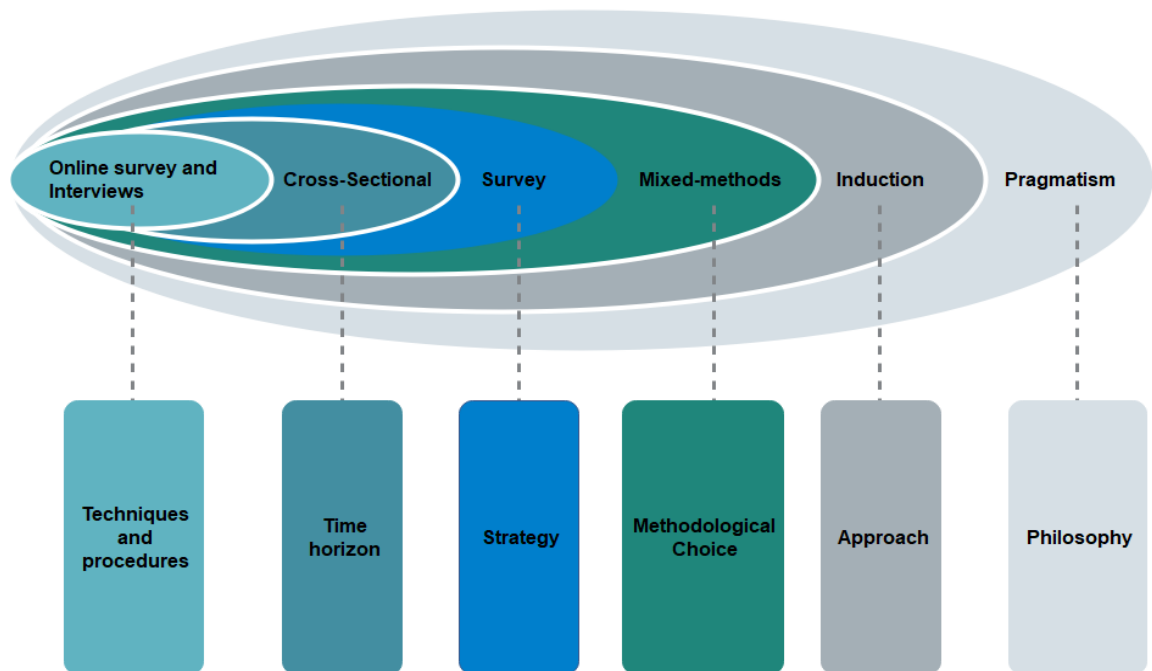 Online survey and
Interviews
Cross-Sectional
Survey
Mixed-methods
Induction
Pragmatism
Techniques
and
procedures
Time
horizon
Strategy
Methodological
Choice
Approach
Philosophy